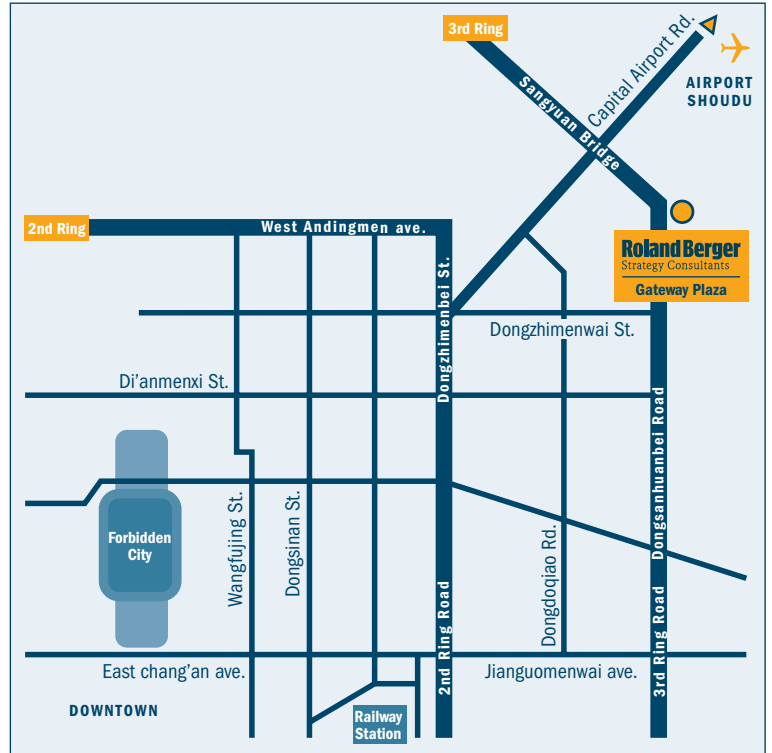 3rd Ring
Capital Airport Rd.
AIRPORT
SHOUDU
Sangyuan Bridge
2nd Ring
West Andingmen ave.
Roland Berger
Strategy Consultants
Gateway Plaza
Dongzhimenbei St.
Dongzhimenwai St.
Di'anmenxi St.
Dongsanhuanbei Road
Forbidden
City
Wangfujing St.
Dongsinan St.
Dongdoqiao Rd.
2nd Ring Road
3rd Ring Road
East chang'an ave.
Jianguomenwai ave.
DOWNTOWN
Railway
Station